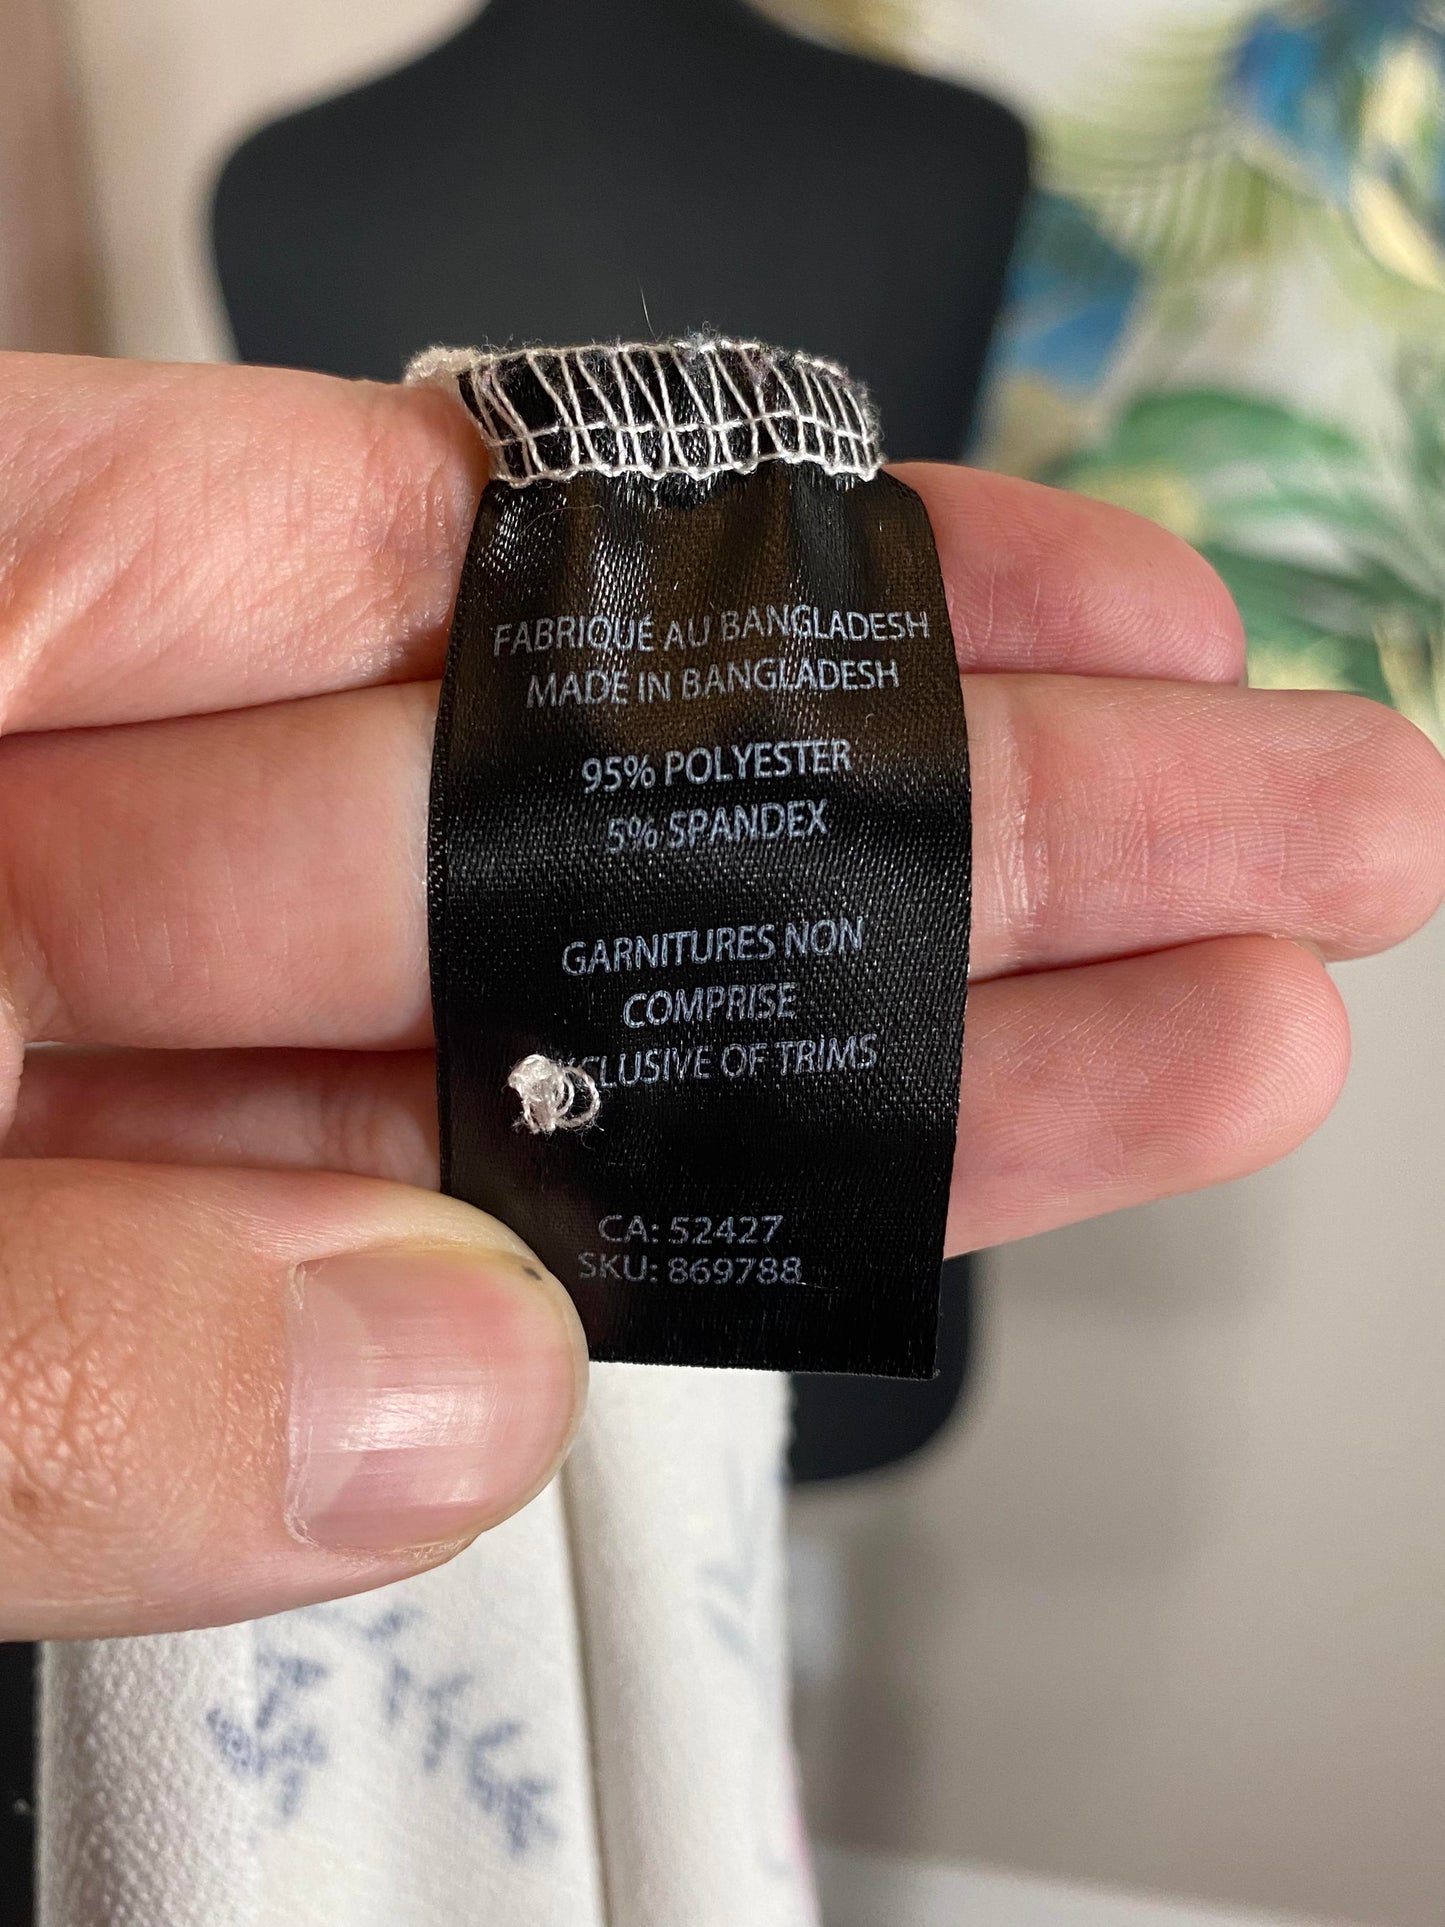 FABRIQUÉ AU BANGLADESH
MADE IN BANGLADESH
95% POLYESTER
5% SPANDEX
GARNITURES NON
COMPRISE
EXCLUSIVE OF TRIMS
CA: 52427
SKU: 869788